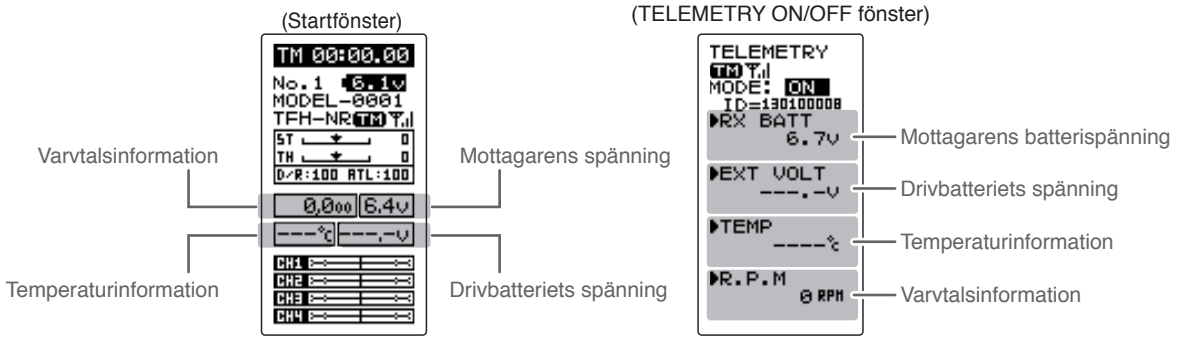 (Startfönster)
TM 00:00.00
No.1 6.1v
MODEL-0001
TFH-NR TM
ST 0
TH 0
D/R:100 ATL:100
0,000 6.4v
---°c ---.-v
CH1
CH2
CH3
CH4
Varvtalsinformation
Temperaturinformation
Mottagarens spänning
Drivbatteriets spänning
(TELEMETRY ON/OFF fönster)
TELEMETRY
TM
MODE: ON
ID=130100008
RX BATT
6.7v
EXT VOLT
---.-v
TEMP
----°c
R.P.M
0 RPM
Mottagarens batterispänning
Drivbatteriets spänning
Temperaturinformation
Varvtalsinformation